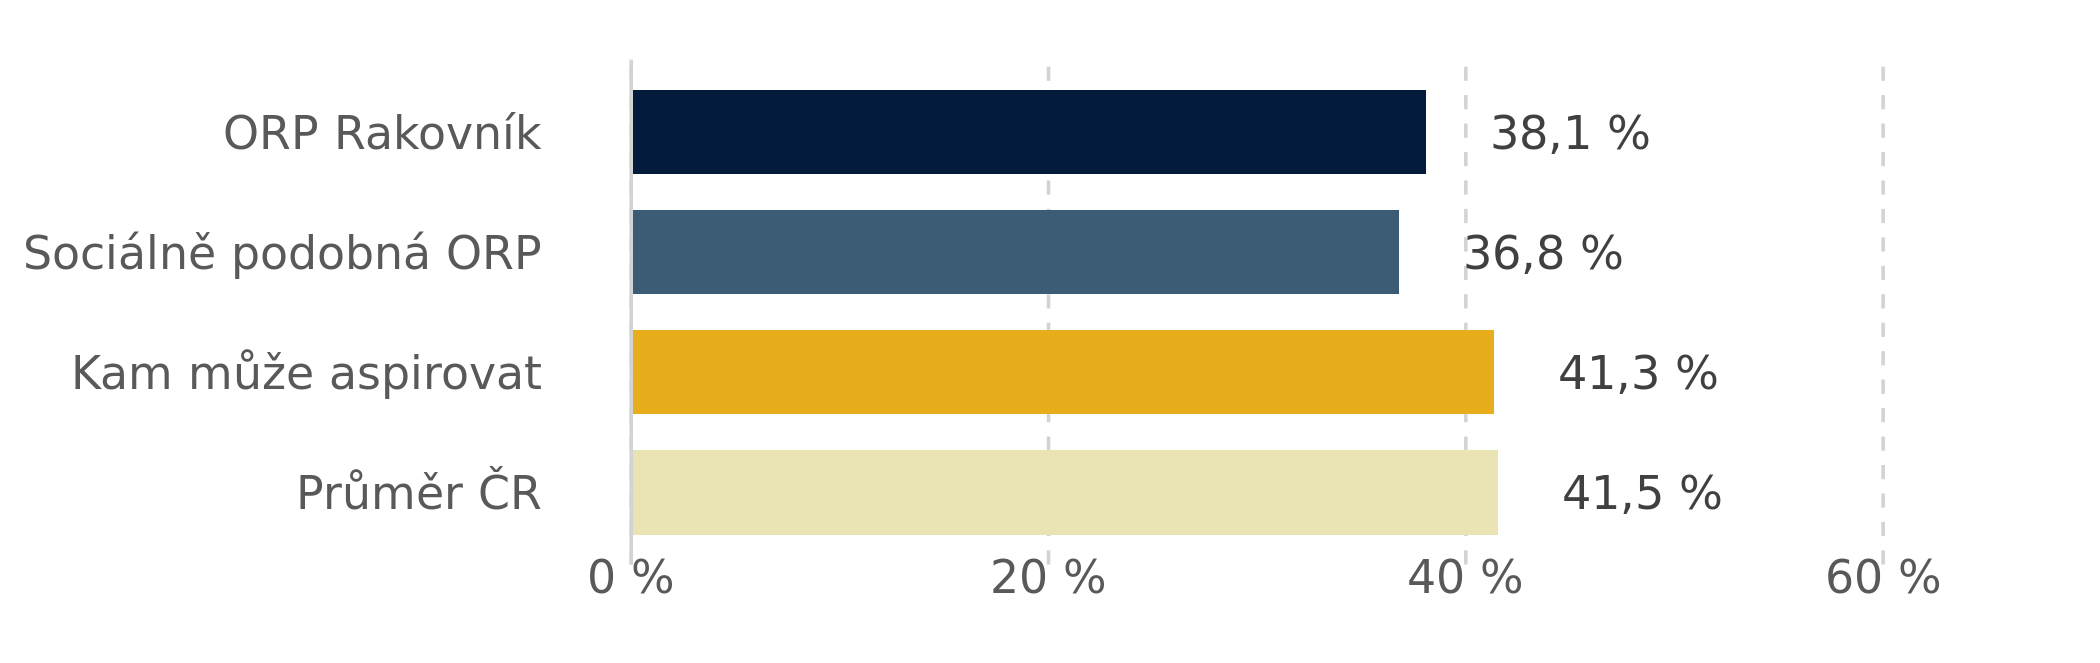 ORP Rakovník 38,1 %
Sociálně podobná ORP 36,8 %
Kam může aspirovat 41,3 %
Průměr ČR 41,5 %
0 % 20 % 40 % 60 %